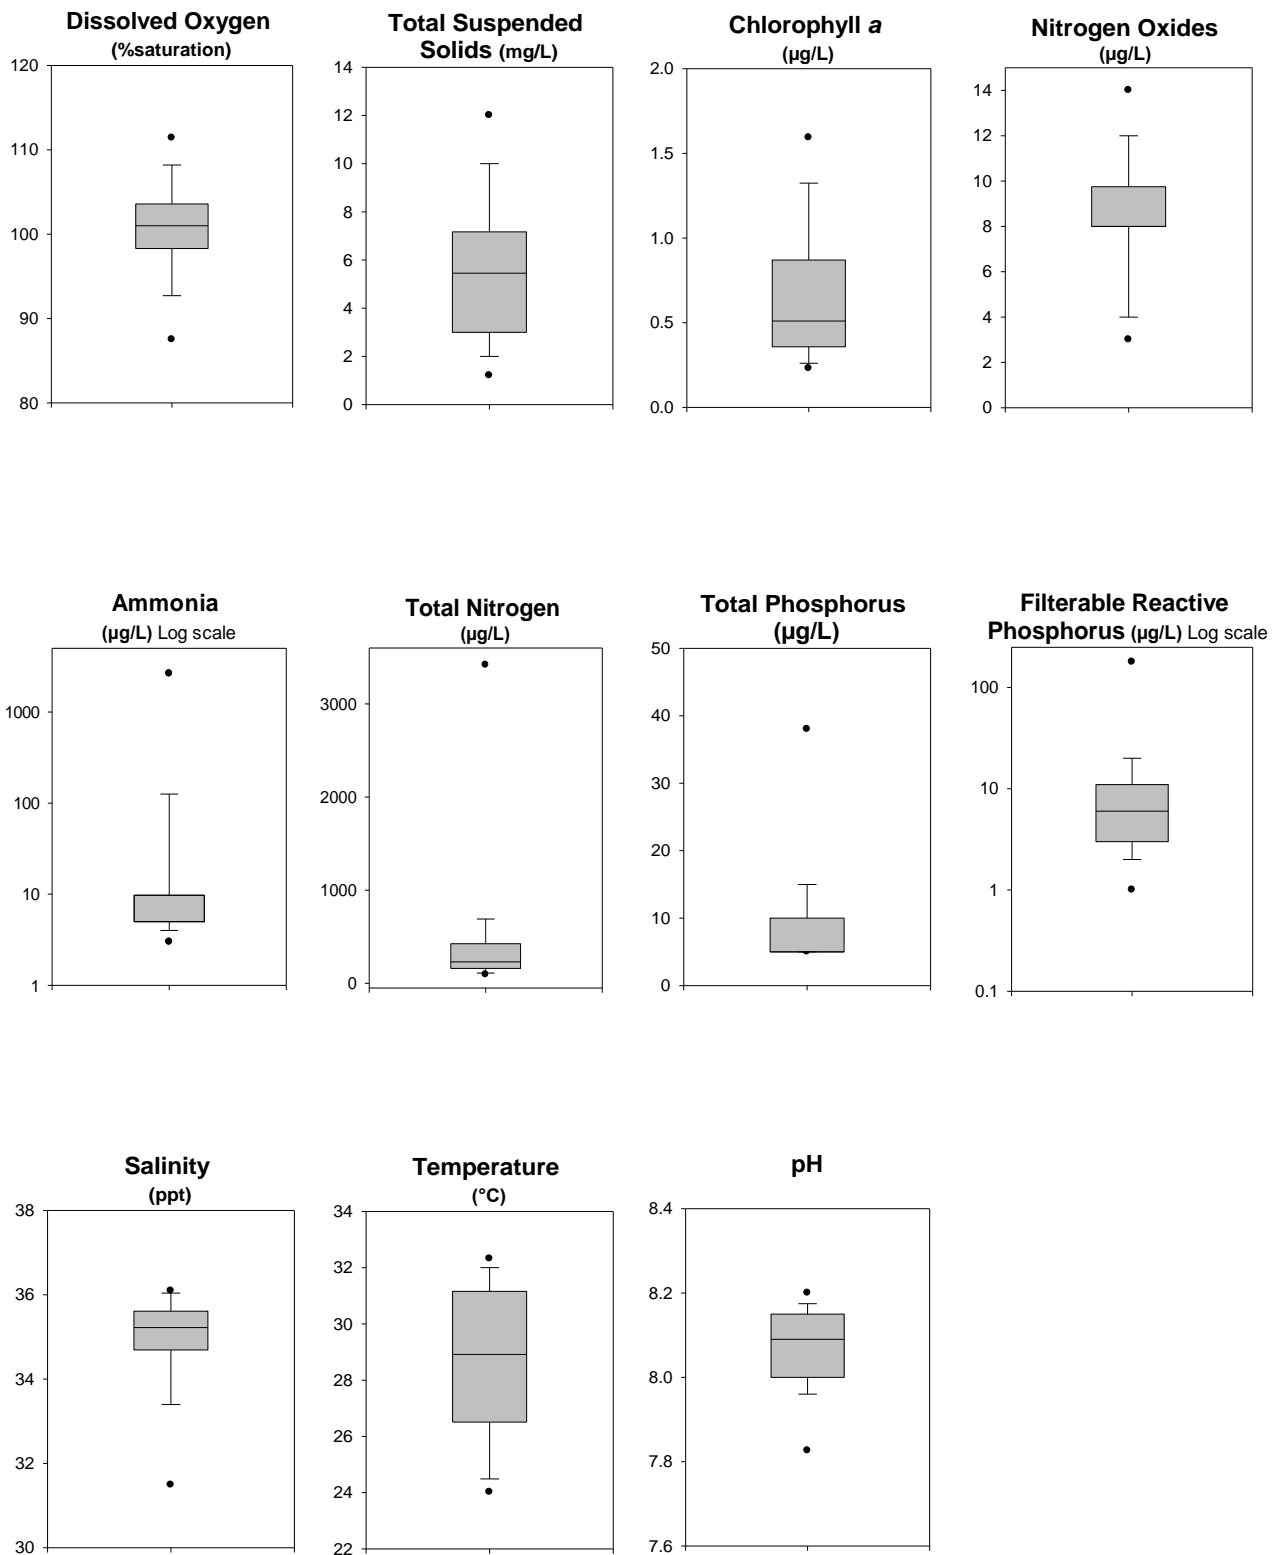 Dissolved Oxygen
(%saturation)
120
110
100
90
80
Total Suspended
Solids (mg/L)
14
12
10
8
6
4
2
0
Chlorophyll a
(µg/L)
2.0
1.5
1.0
0.5
0.0
Nitrogen Oxides
(µg/L)
14
12
10
8
6
4
2
0
Ammonia
(µg/L) Log scale
1000
100
10
1
Total Nitrogen
(µg/L)
3000
2000
1000
0
Total Phosphorus
(µg/L)
50
40
30
20
10
0
Filterable Reactive
Phosphorus (µg/L) Log scale
100
10
1
0.1
Salinity
(ppt)
38
36
34
32
30
Temperature
(°C)
34
32
30
28
26
24
22
pH
8.4
8.2
8.0
7.8
7.6